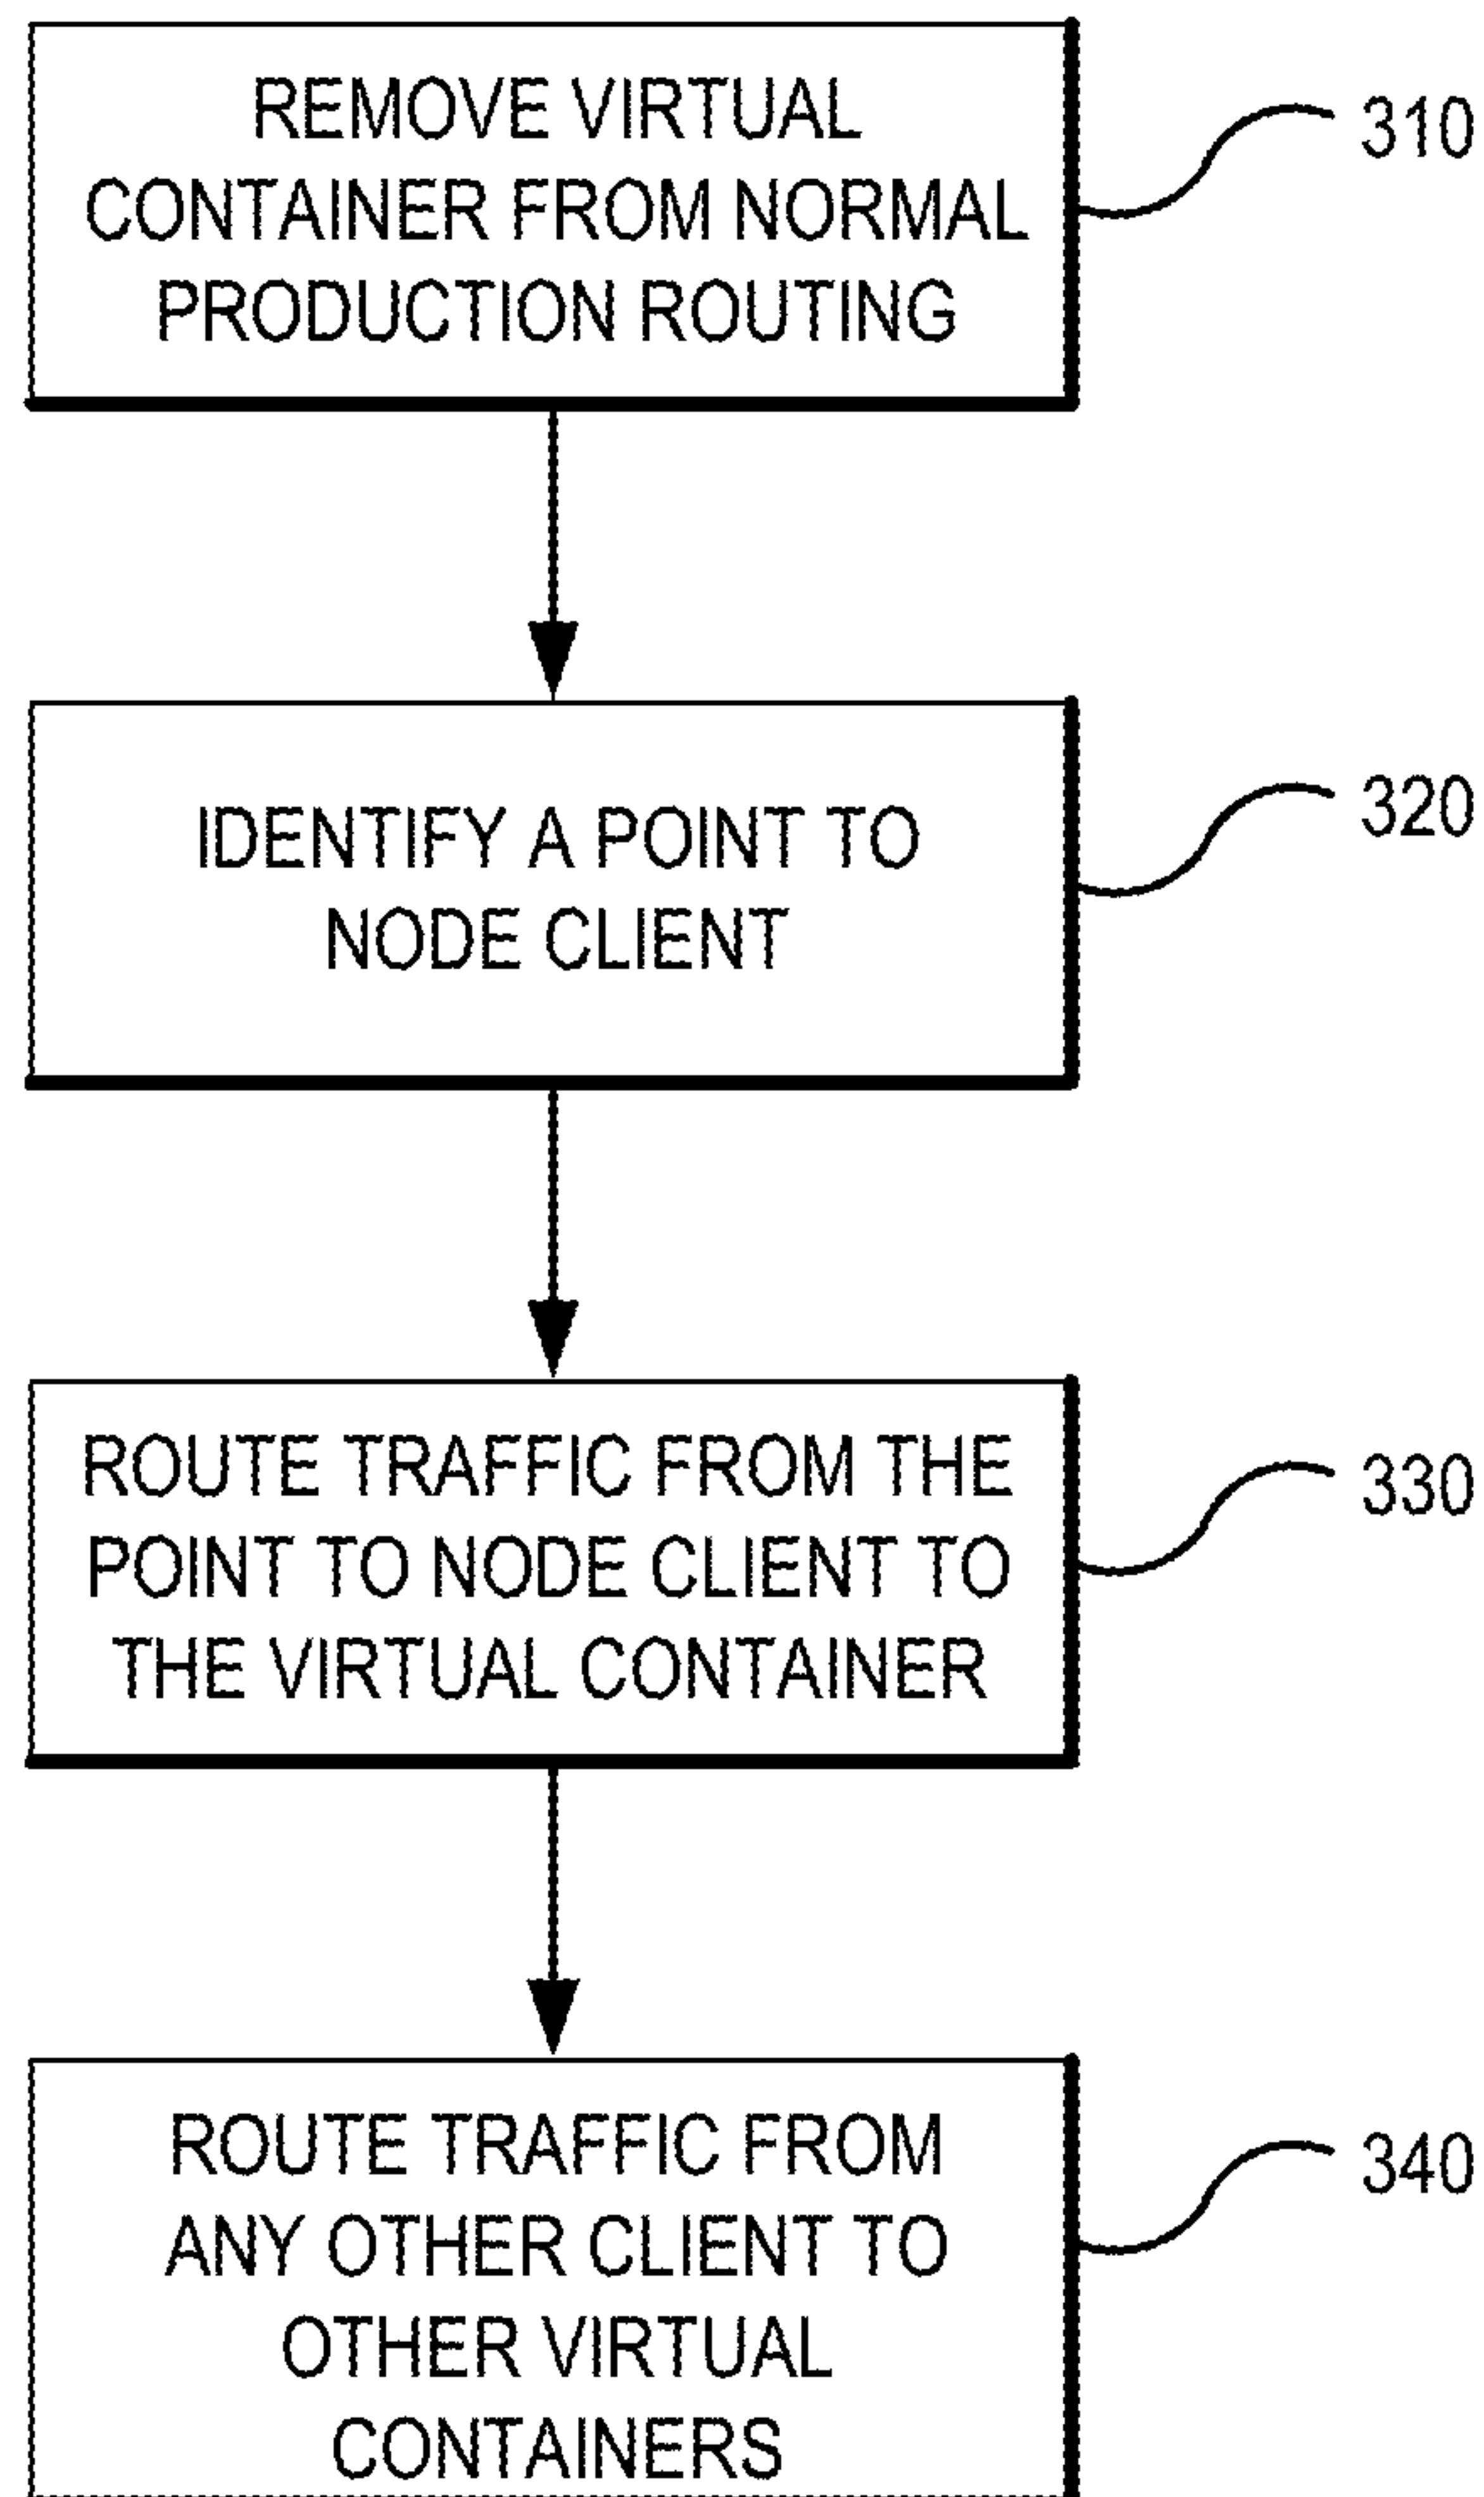 REMOVE VIRTUAL
CONTAINER FROM NORMAL
PRODUCTION ROUTING
310
IDENTIFY A POINT TO
NODE CLIENT
320
ROUTE TRAFFIC FROM THE
POINT TO NODE CLIENT TO
THE VIRTUAL CONTAINER
330
ROUTE TRAFFIC FROM
ANY OTHER CLIENT TO
OTHER VIRTUAL
CONTAINERS
340